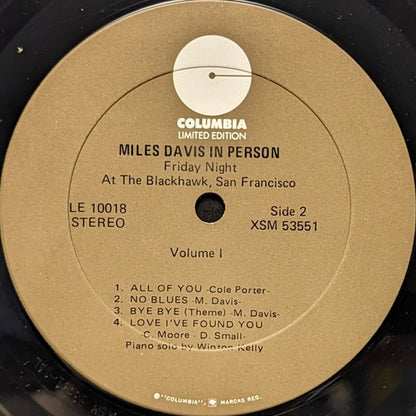 COLUMBIA
LIMITED EDITION
MILES DAVIS IN PERSON
Friday Night
At The Blackhawk, San Francisco
LE 10018 Side 2
STEREO XSM 53551
Volume I
1. ALL OF YOU -Cole Porter-
2. NO BLUES -M. Davis-
3. BYE BYE (Theme) -M. Davis-
4. LOVE I'VE FOUND YOU
-C. Moore - D. Small-
Piano solo by Winton Kelly
"COLUMBIA", MARCAS REG.